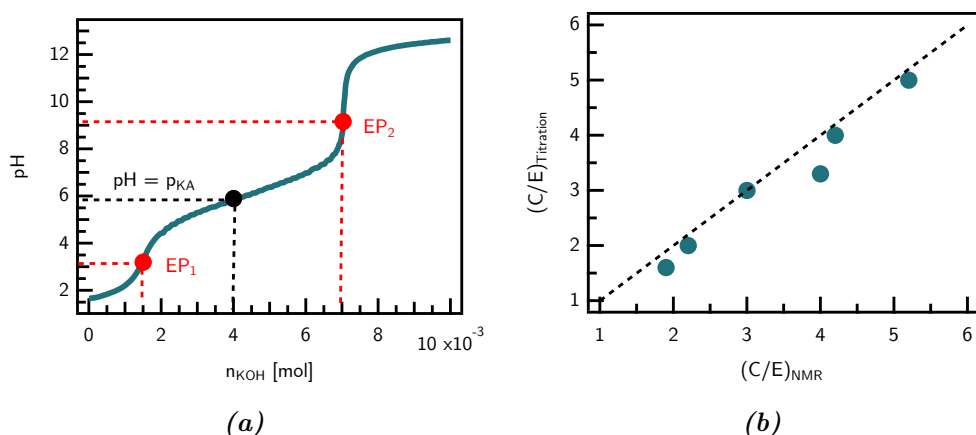 12
10
8
6
4
2
pH
EP₂
pH = p_KA
EP₁
0 2 4 6 8 10 ×10⁻³
n_KOH [mol]
(a)
6
5
4
3
2
1
(C/E)_Titration
1 2 3 4 5 6
(C/E)_NMR
(b)